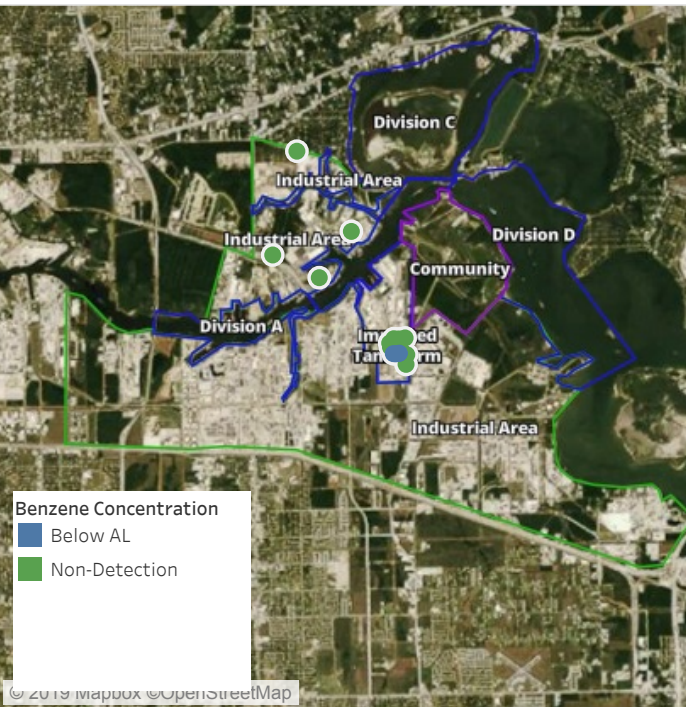 Division C
Industrial Area
Division D
Industrial Area
Community
Division A
Industrial Area
Benzene Concentration
Below AL
Non-Detection
© 2019 Mapbox ©OpenStreetMap